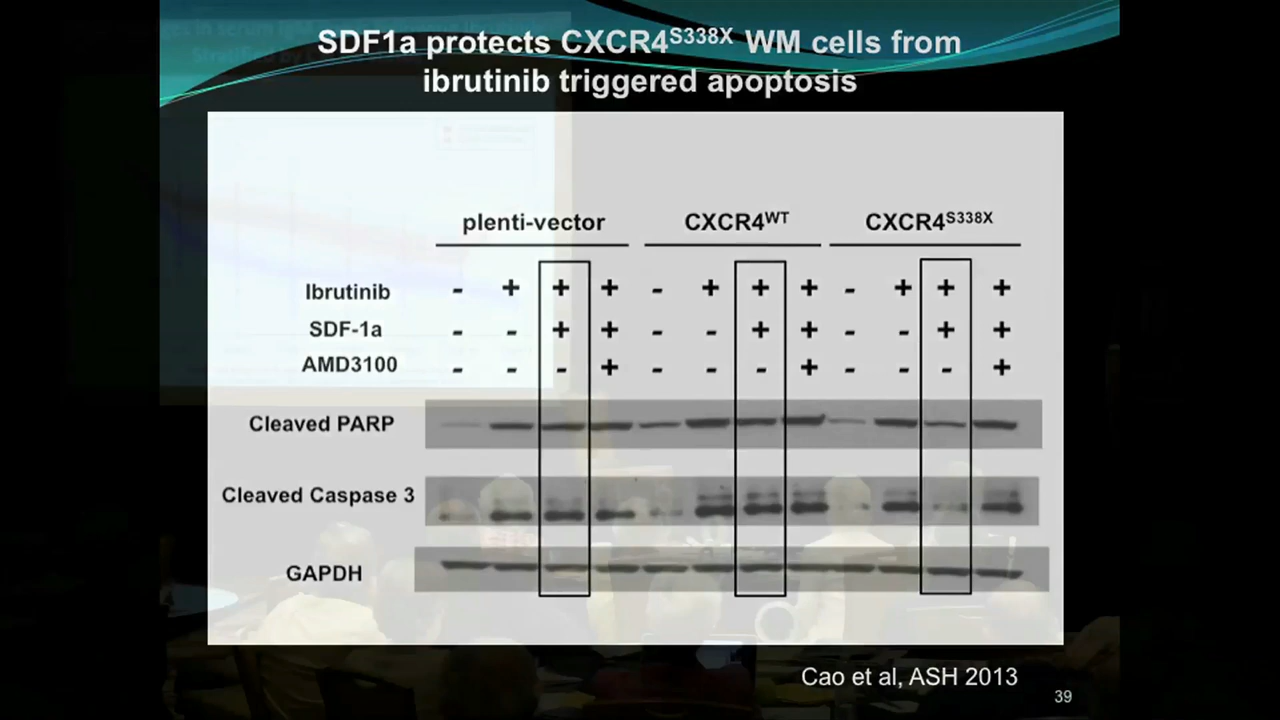 SDF1a protects CXCR4S338X WM cells from
ibrutinib triggered apoptosis
plenti-vector CXCR4WT CXCR4S338X
Ibrutinib - + + + - + + + - + + +
SDF-1a - - + + - - + + - - + +
AMD3100 - - - + - - - + - - - +
Cleaved PARP
Cleaved Caspase 3
GAPDH
Cao et al, ASH 2013
39